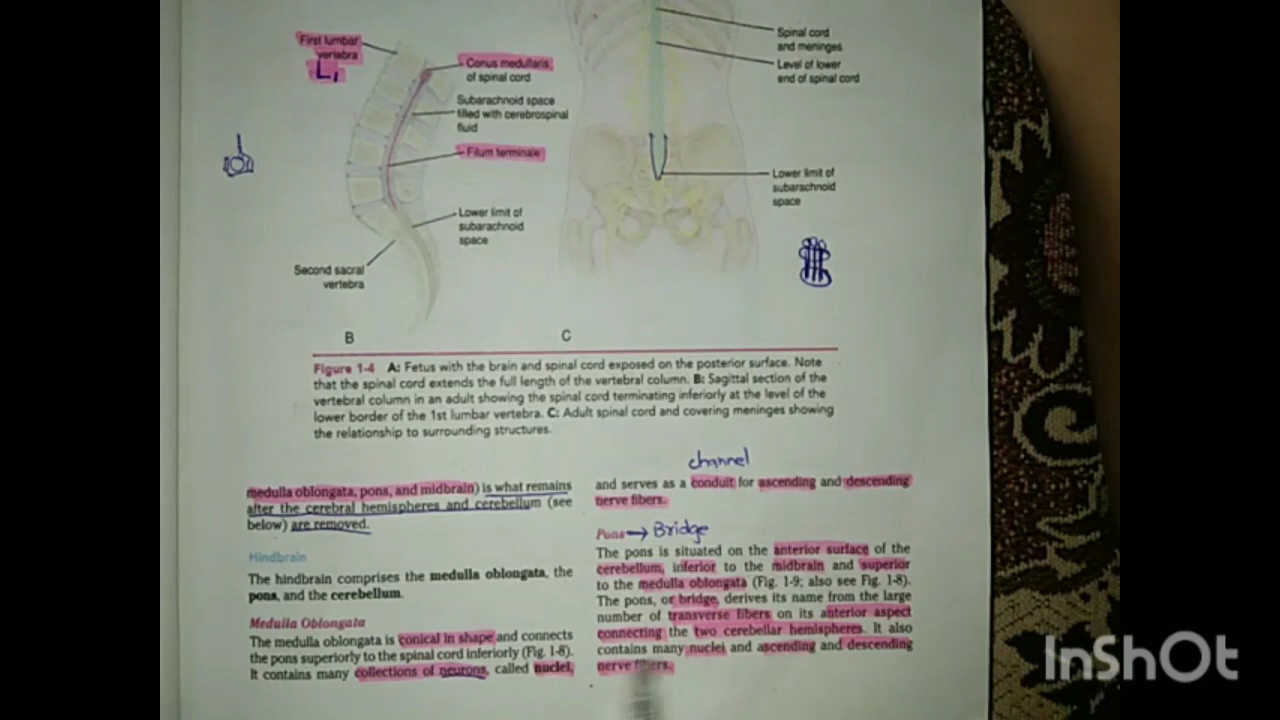 First lumbar
vertebra
L1
Conus medullaris
of spinal cord
Subarachnoid space
filled with cerebrospinal
fluid
Filum terminale
Lower limit of
subarachnoid
space
Second sacral
vertebra
B
Spinal cord
and meninges
Level of lower
end of spinal cord
Lower limit of
subarachnoid
space
C
Figure 1-4 A: Fetus with the brain and spinal cord exposed on the posterior surface. Note
that the spinal cord extends the full length of the vertebral column. B: Sagittal section of the
vertebral column in an adult showing the spinal cord terminating inferiorly at the level of the
lower border of the 1st lumbar vertebra. C: Adult spinal cord and covering meninges showing
the relationship to surrounding structures.
medulla oblongata, pons, and midbrain) is what remains
after the cerebral hemispheres and cerebellum (see
below) are removed.
Hindbrain
The hindbrain comprises the medulla oblongata, the
pons, and the cerebellum.
Medulla Oblongata
The medulla oblongata is conical in shape and connects
the pons superiorly to the spinal cord inferiorly (Fig. 1-8).
It contains many collections of neurons, called nuclei,
channel
and serves as a conduit for ascending and descending
nerve fibers.
Pons → Bridge
The pons is situated on the anterior surface of the
cerebellum, inferior to the midbrain and superior
to the medulla oblongata (Fig. 1-9; also see Fig. 1-8).
The pons, or bridge, derives its name from the large
number of transverse fibers on its anterior aspect
connecting the two cerebellar hemispheres. It also
contains many nuclei and ascending and descending
nerve fibers.
InShOt